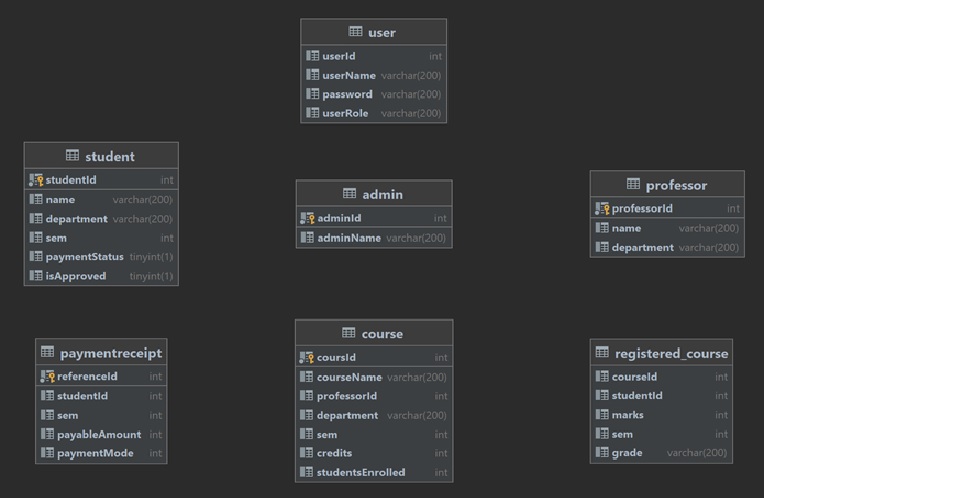 user
userId int
userName varchar(200)
password varchar(200)
userRole varchar(200)
student
studentId int
name varchar(200)
department varchar(200)
sem int
paymentStatus tinyint(1)
isApproved tinyint(1)
admin
adminId int
adminName varchar(200)
professor
professorId int
name varchar(200)
department varchar(200)
paymentreceipt
referenceId int
studentId int
sem int
payableAmount int
paymentMode int
course
coursId int
courseName varchar(200)
professorId int
department varchar(200)
sem int
credits int
studentsEnrolled int
registered_course
courseId int
studentId int
marks int
sem int
grade varchar(200)